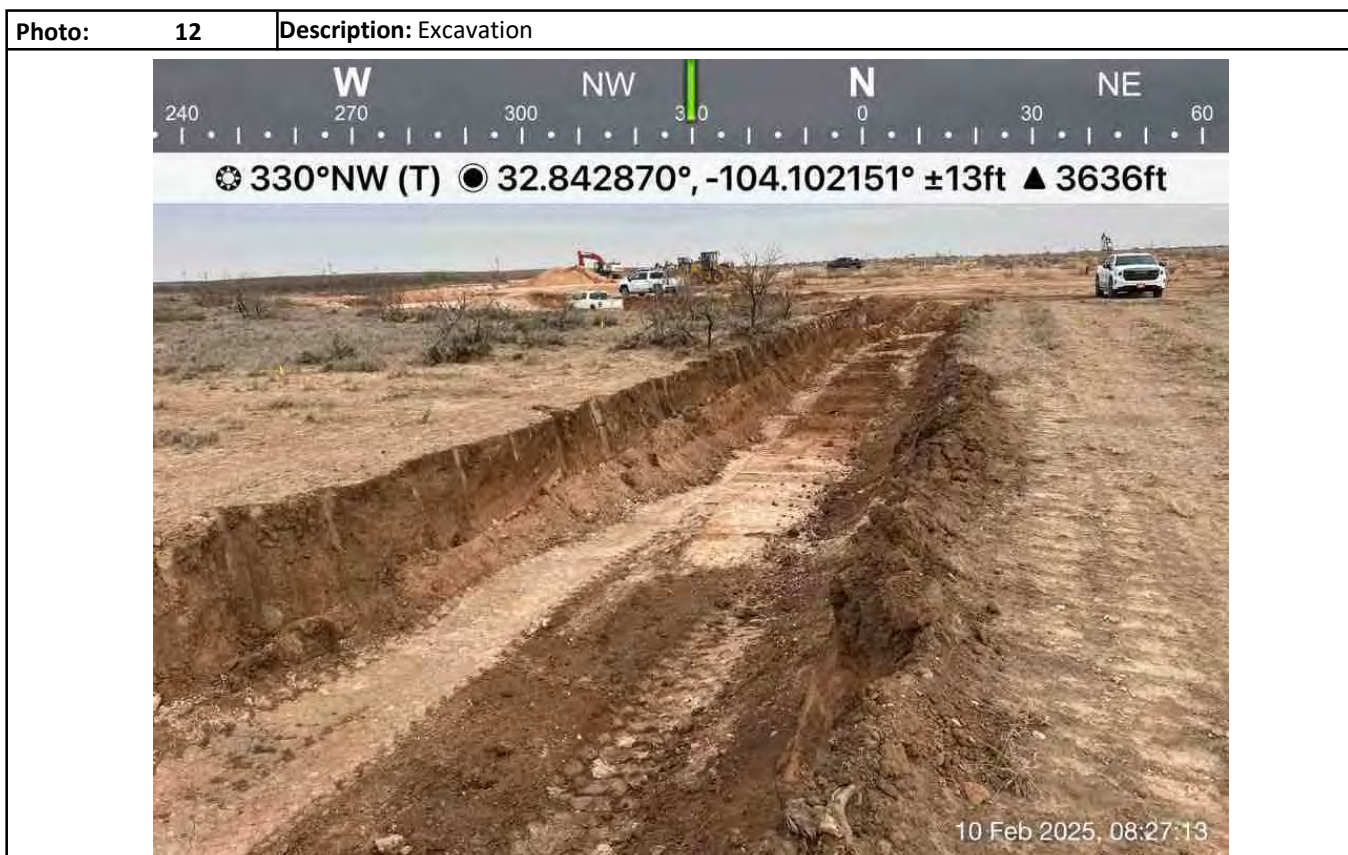 Photo: 12 Description: Excavation
W NW N NE
240 270 300 330 0 30 60
330°NW (T) 32.842870°, -104.102151° ±13ft ▲ 3636ft
10 Feb 2025, 08:27:13